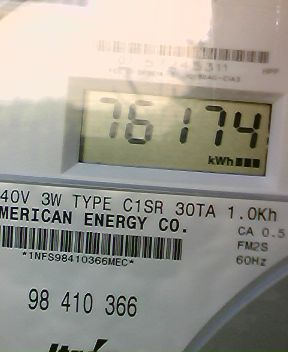 76174
kWh
40V 3W TYPE C1SR 30TA 1.0Kh
MERICAN ENERGY CO.
CA 0.5
FM2S
60Hz
*1NFS98410366MEC*
98 410 366